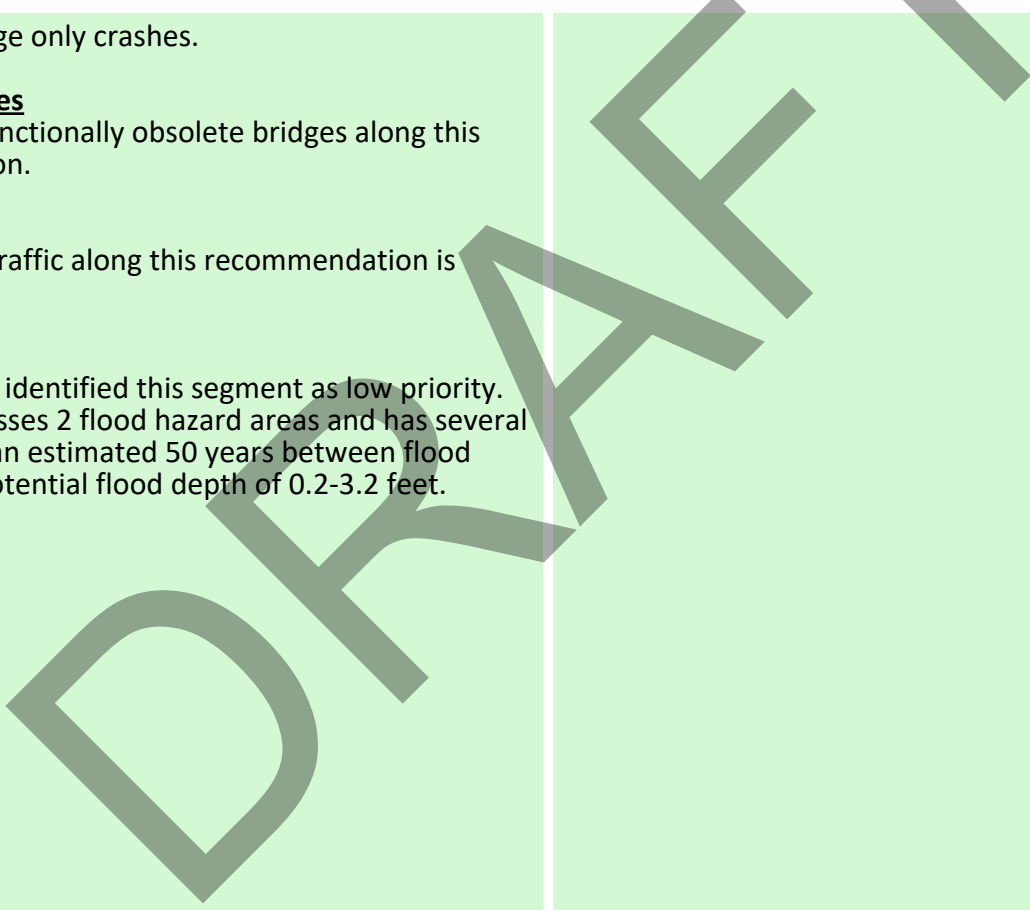 ge only crashes.
es
nctionally obsolete bridges along this
on.
raffic along this recommendation is
identified this segment as low priority.
sses 2 flood hazard areas and has several
an estimated 50 years between flood
otential flood depth of 0.2-3.2 feet.
DRAFT